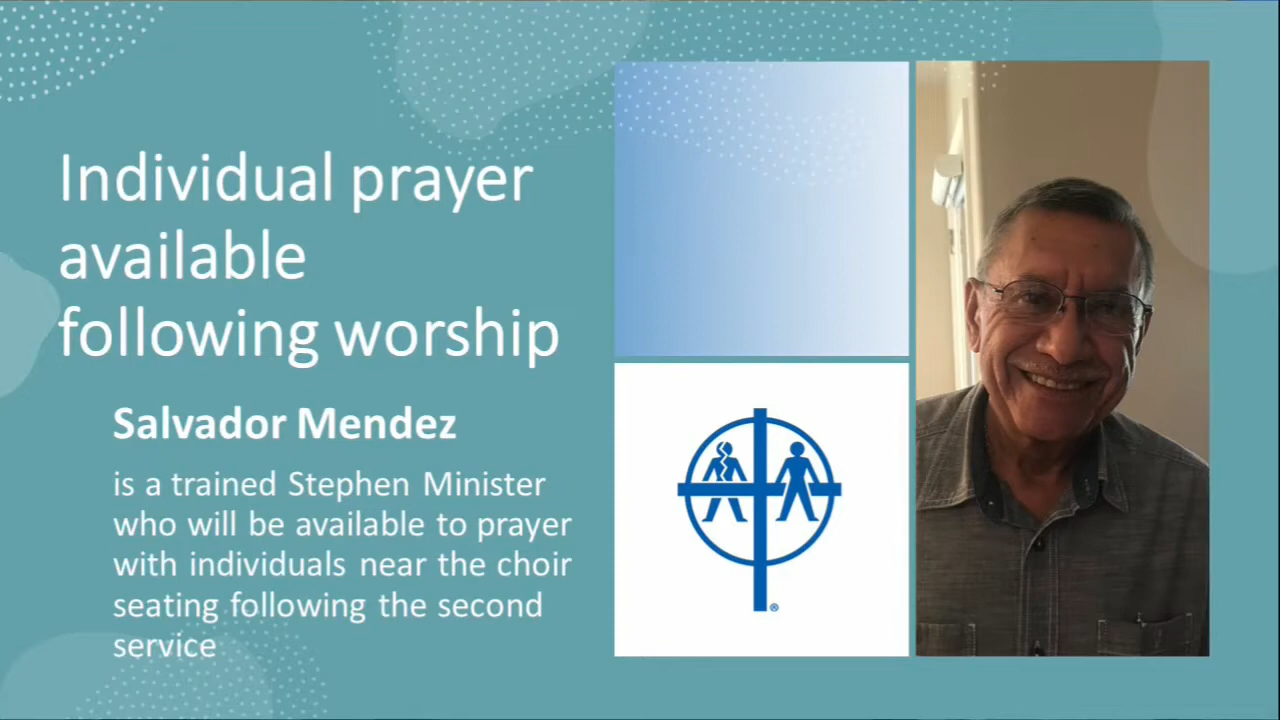 Individual prayer
available
following worship
Salvador Mendez
is a trained Stephen Minister
who will be available to prayer
with individuals near the choir
seating following the second
service
®